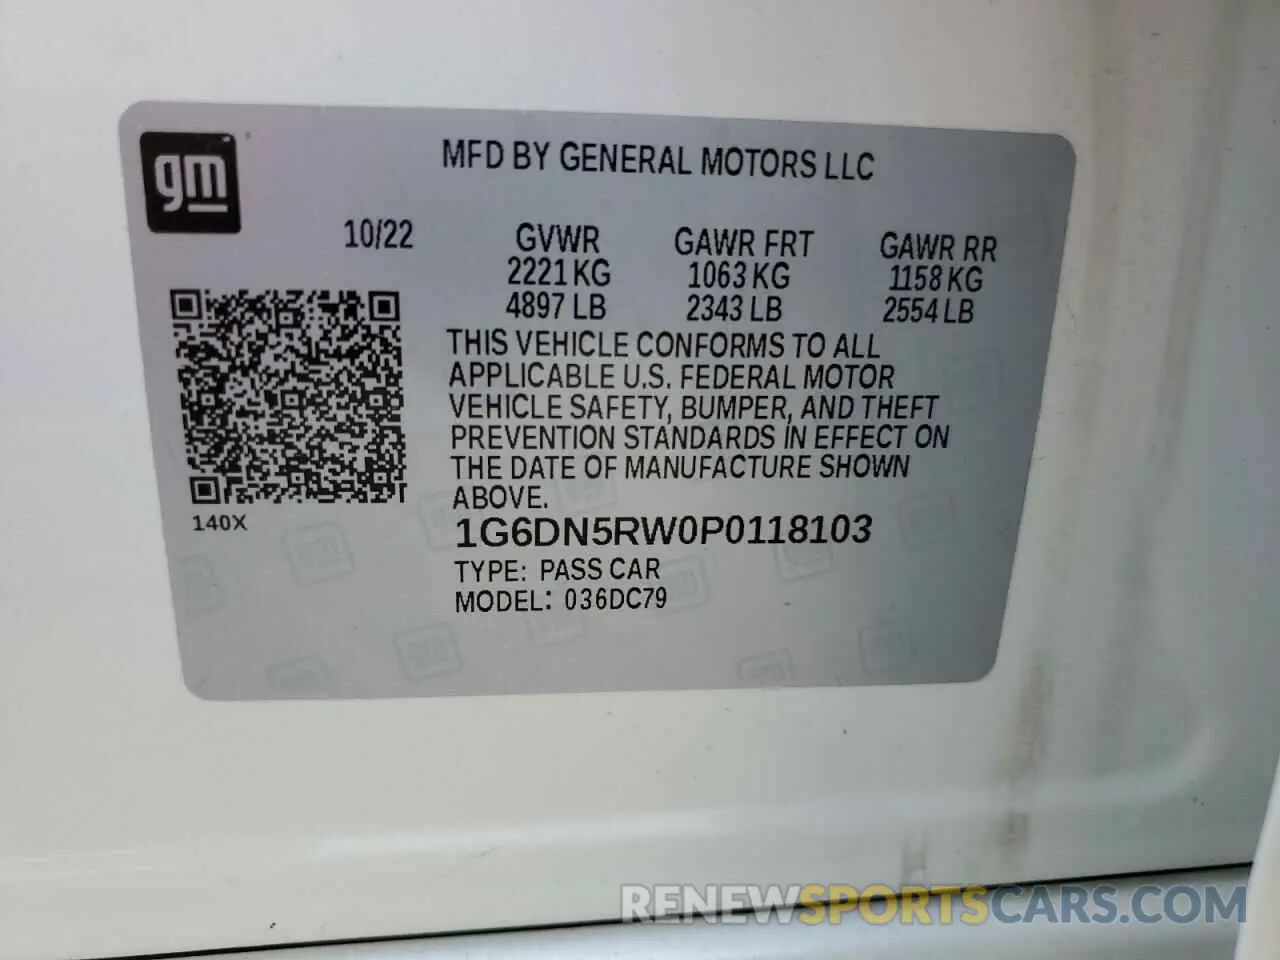 gm
MFD BY GENERAL MOTORS LLC
10/22
GVWR GAWR FRT GAWR RR
2221 KG 1063 KG 1158 KG
4897 LB 2343 LB 2554 LB
THIS VEHICLE CONFORMS TO ALL
APPLICABLE U.S. FEDERAL MOTOR
VEHICLE SAFETY, BUMPER, AND THEFT
PREVENTION STANDARDS IN EFFECT ON
THE DATE OF MANUFACTURE SHOWN
ABOVE.
140X
1G6DN5RW0P0118103
TYPE: PASS CAR
MODEL: 036DC79
RENEWSPORTSCARS.COM